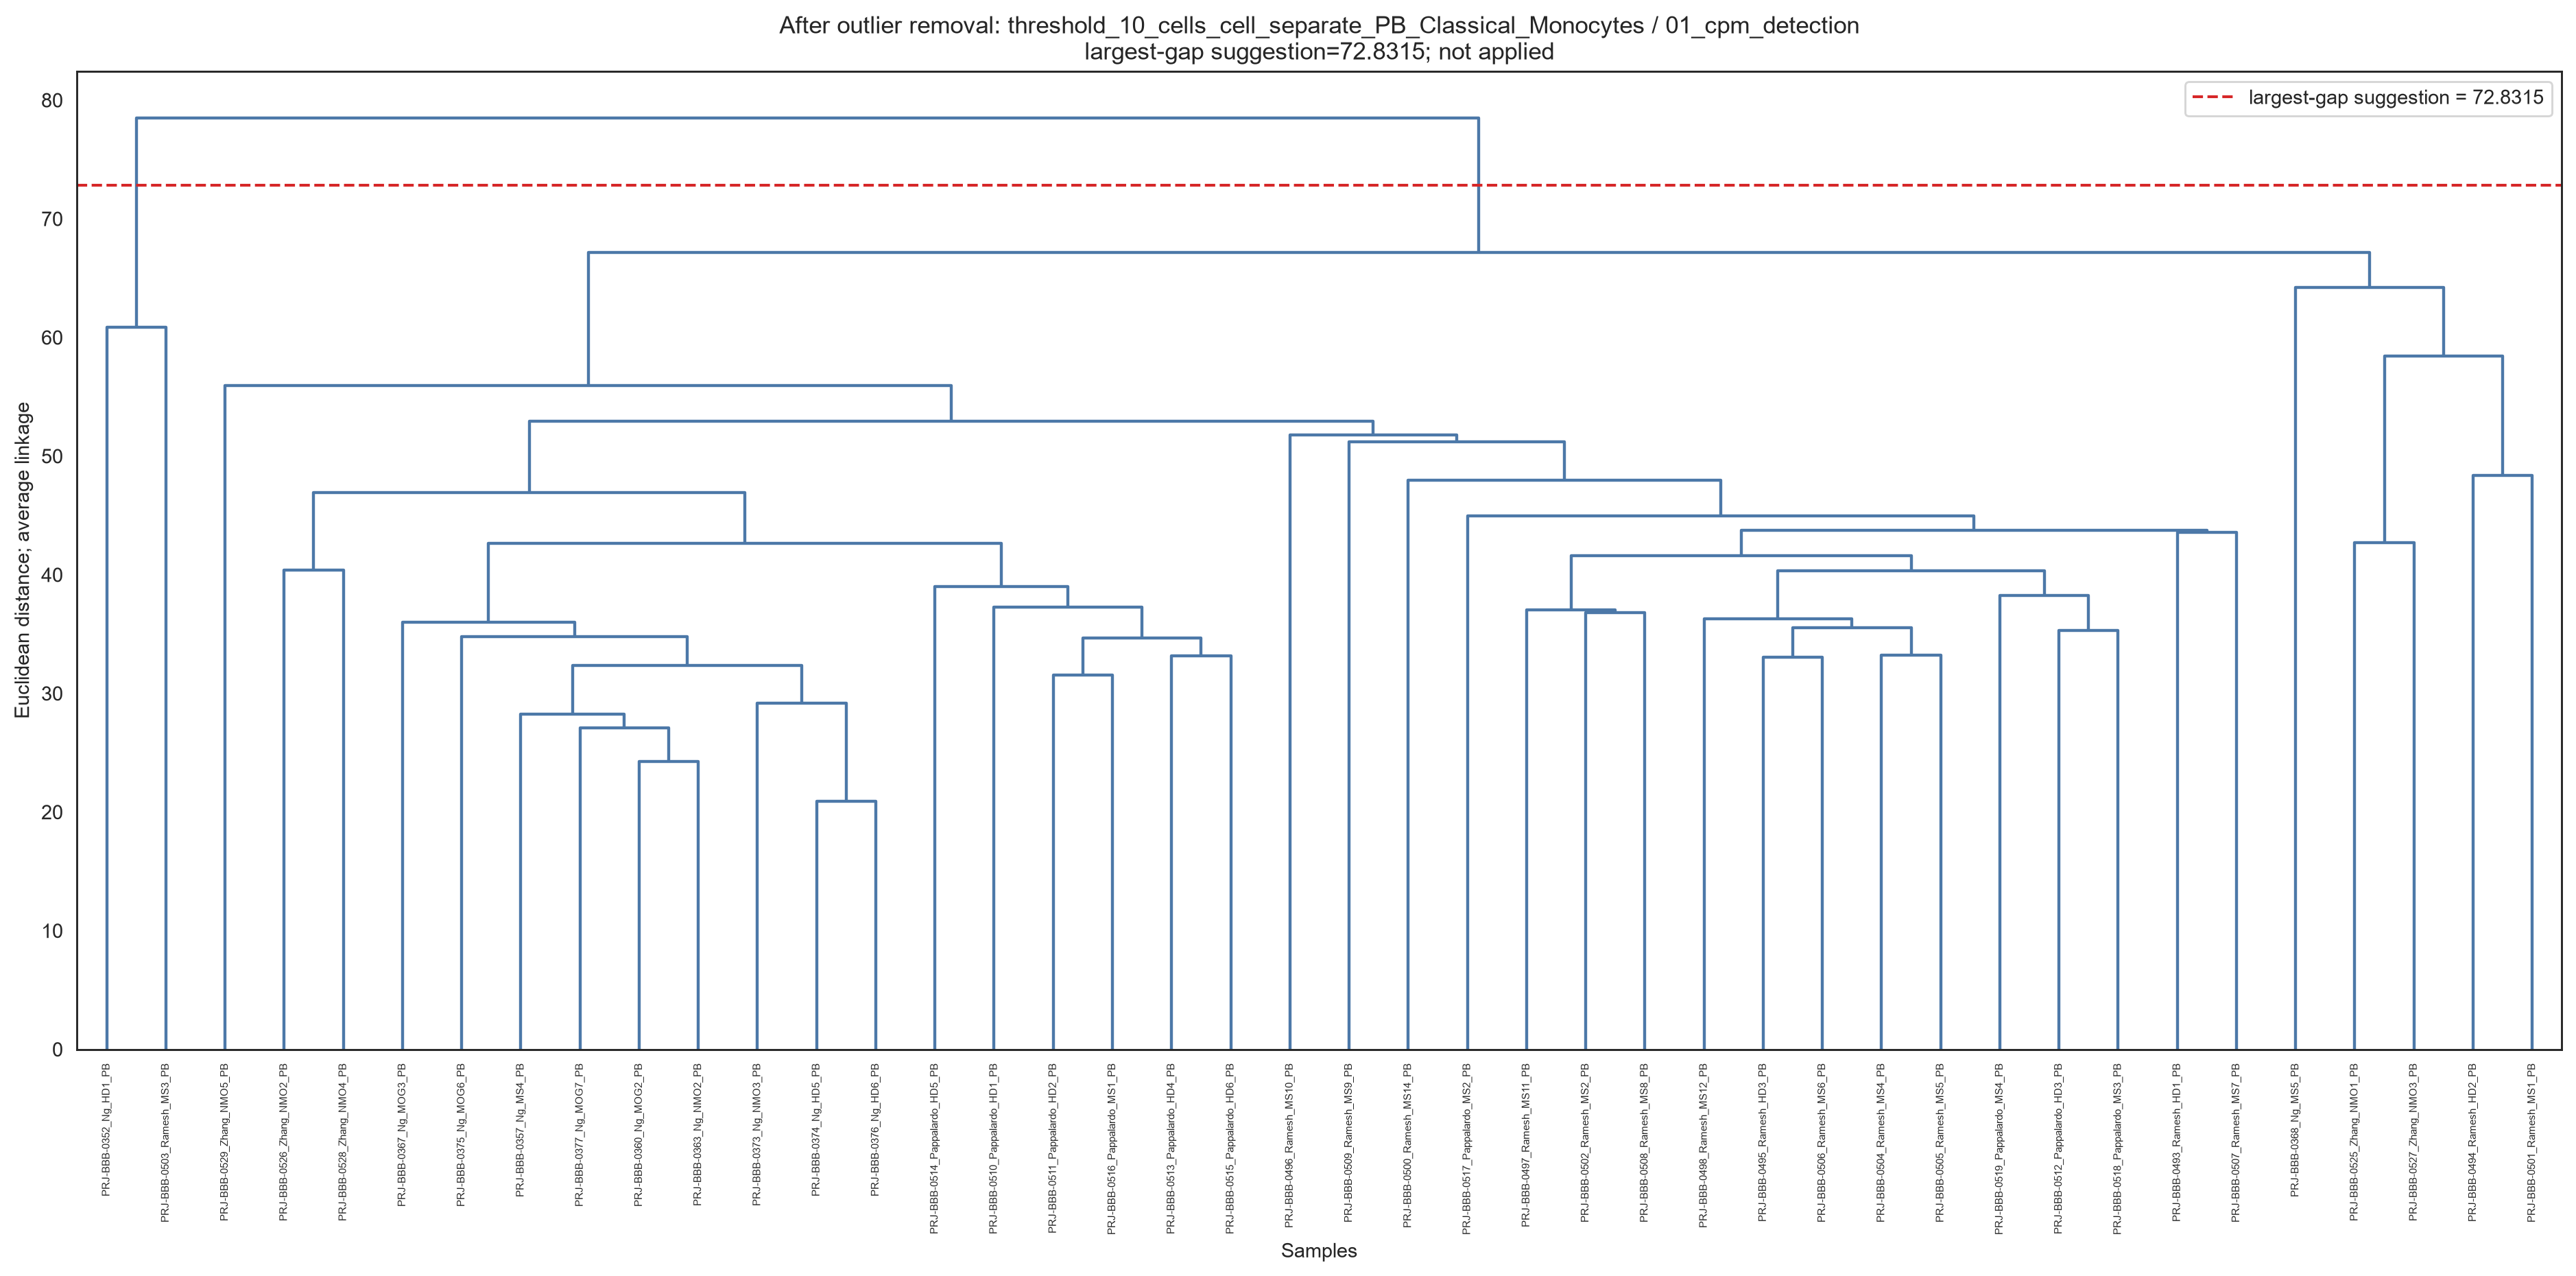 After outlier removal: threshold_10_cells_cell_separate_PB_Classical_Monocytes / 01_cpm_detection
largest-gap suggestion=72.8315; not applied
largest-gap suggestion = 72.8315
Euclidean distance; average linkage
80
70
60
50
40
30
20
10
0
PRJ-BBB-0352_Ng_HD1_PB
PRJ-BBB-0503_Ramesh_MS3_PB
PRJ-BBB-0529_Zhang_NMO5_PB
PRJ-BBB-0526_Zhang_NMO2_PB
PRJ-BBB-0528_Zhang_NMO4_PB
PRJ-BBB-0367_Ng_MOG3_PB
PRJ-BBB-0375_Ng_MOG6_PB
PRJ-BBB-0357_Ng_MS4_PB
PRJ-BBB-0377_Ng_MOG7_PB
PRJ-BBB-0360_Ng_MOG2_PB
PRJ-BBB-0363_Ng_NMO2_PB
PRJ-BBB-0373_Ng_NMO3_PB
PRJ-BBB-0374_Ng_HD5_PB
PRJ-BBB-0376_Ng_HD6_PB
PRJ-BBB-0514_Pappalardo_HD5_PB
PRJ-BBB-0510_Pappalardo_HD1_PB
PRJ-BBB-0511_Pappalardo_HD2_PB
PRJ-BBB-0516_Pappalardo_MS1_PB
PRJ-BBB-0513_Pappalardo_HD4_PB
PRJ-BBB-0515_Pappalardo_HD6_PB
PRJ-BBB-0496_Ramesh_MS10_PB
PRJ-BBB-0509_Ramesh_MS9_PB
PRJ-BBB-0500_Ramesh_MS14_PB
PRJ-BBB-0517_Pappalardo_MS2_PB
PRJ-BBB-0497_Ramesh_MS11_PB
PRJ-BBB-0502_Ramesh_MS2_PB
PRJ-BBB-0508_Ramesh_MS8_PB
PRJ-BBB-0498_Ramesh_MS12_PB
PRJ-BBB-0495_Ramesh_HD3_PB
PRJ-BBB-0506_Ramesh_MS6_PB
PRJ-BBB-0504_Ramesh_MS4_PB
PRJ-BBB-0505_Ramesh_MS5_PB
PRJ-BBB-0519_Pappalardo_MS4_PB
PRJ-BBB-0512_Pappalardo_HD3_PB
PRJ-BBB-0518_Pappalardo_MS3_PB
PRJ-BBB-0493_Ramesh_HD1_PB
PRJ-BBB-0507_Ramesh_MS7_PB
PRJ-BBB-0368_Ng_MS5_PB
PRJ-BBB-0525_Zhang_NMO1_PB
PRJ-BBB-0527_Zhang_NMO3_PB
PRJ-BBB-0494_Ramesh_HD2_PB
PRJ-BBB-0501_Ramesh_MS1_PB
Samples